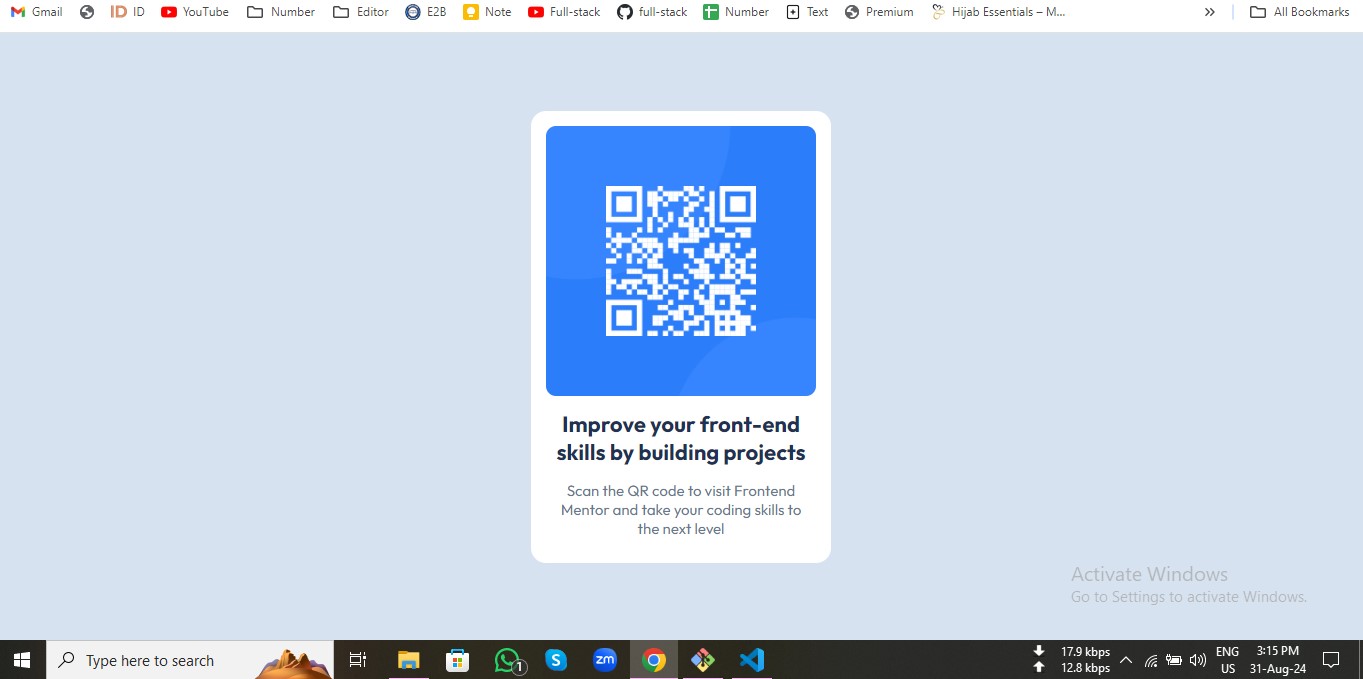 Gmail ID YouTube Number Editor E2B Note Full-stack full-stack Number Text Premium Hijab Essentials – M... » All Bookmarks
Improve your front-end
skills by building projects
Scan the QR code to visit Frontend
Mentor and take your coding skills to
the next level
Activate Windows
Go to Settings to activate Windows.
Type here to search
1
S
zm
17.9 kbps
12.8 kbps
ENG
US
3:15 PM
31-Aug-24